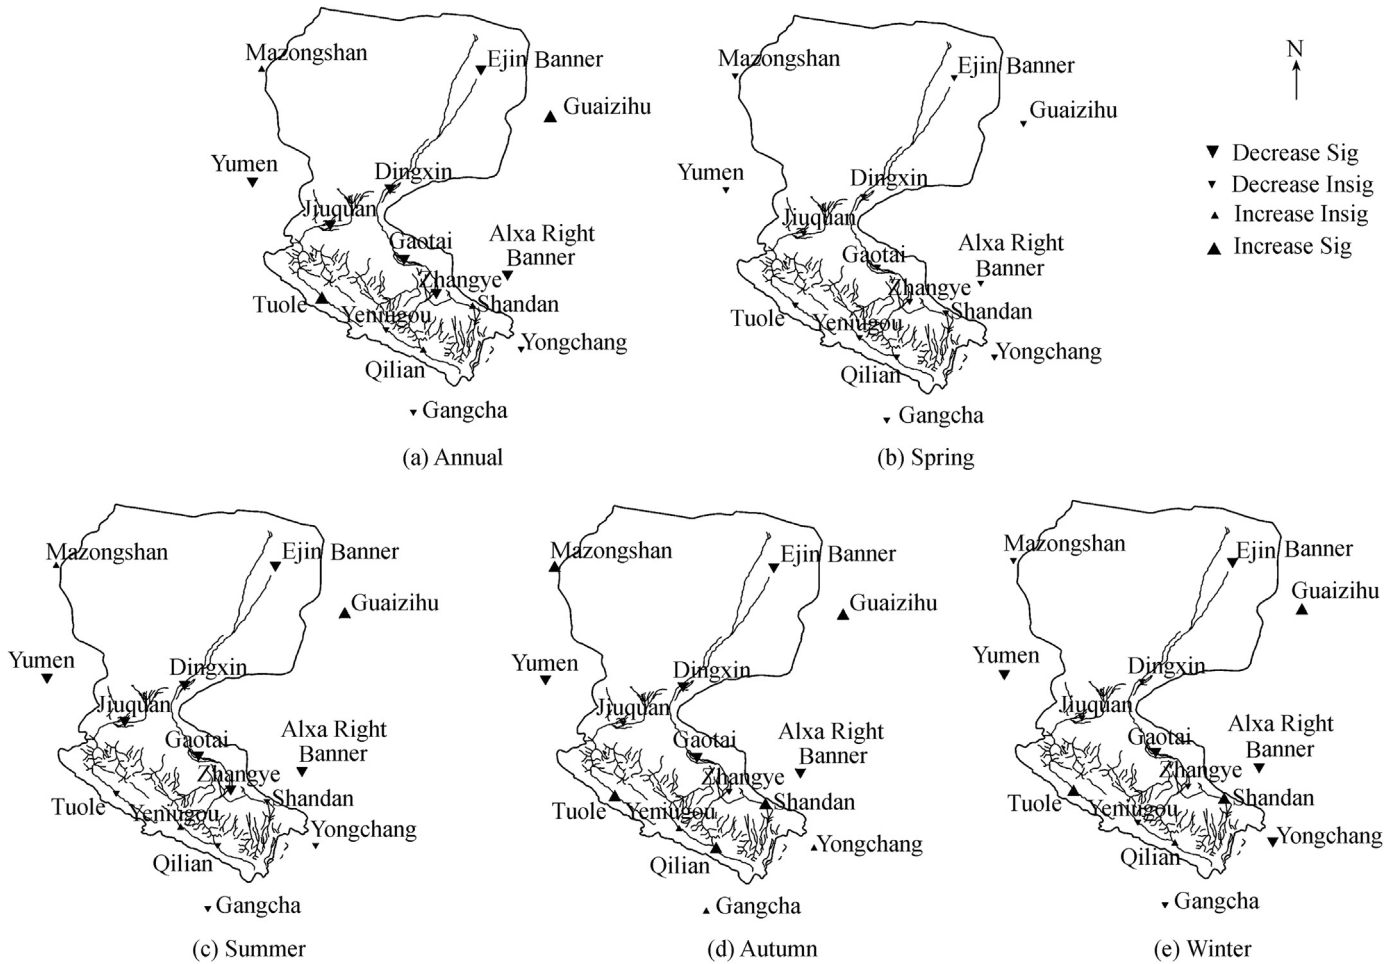 Mazongshan
Ejin Banner
Guaizihu
Yumen
Dingxin
Jiuquan
Gaotai
Alxa Right
Banner
Zhangye
Tuole
Yeniugou
Shandan
Yongchang
Qilian
Gangcha
(a) Annual
Mazongshan
Ejin Banner
Guaizihu
Yumen
Dingxin
Jiuquan
Gaotai
Alxa Right
Banner
Zhangye
Tuole
Yeniugou
Shandan
Yongchang
Qilian
Gangcha
(b) Spring
N
Decrease Sig
Decrease Insig
Increase Insig
Increase Sig
Mazongshan
Ejin Banner
Guaizihu
Yumen
Dingxin
Jiuquan
Gaotai
Alxa Right
Banner
Zhangye
Tuole
Yeniugou
Shandan
Yongchang
Qilian
Gangcha
(c) Summer
Mazongshan
Ejin Banner
Guaizihu
Yumen
Dingxin
Jiuquan
Gaotai
Alxa Right
Banner
Zhangye
Tuole
Yeniugou
Shandan
Yongchang
Qilian
Gangcha
(d) Autumn
Mazongshan
Ejin Banner
Guaizihu
Yumen
Dingxin
Jiuquan
Gaotai
Alxa Right
Banner
Zhangye
Tuole
Yeniugou
Shandan
Yongchang
Qilian
Gangcha
(e) Winter